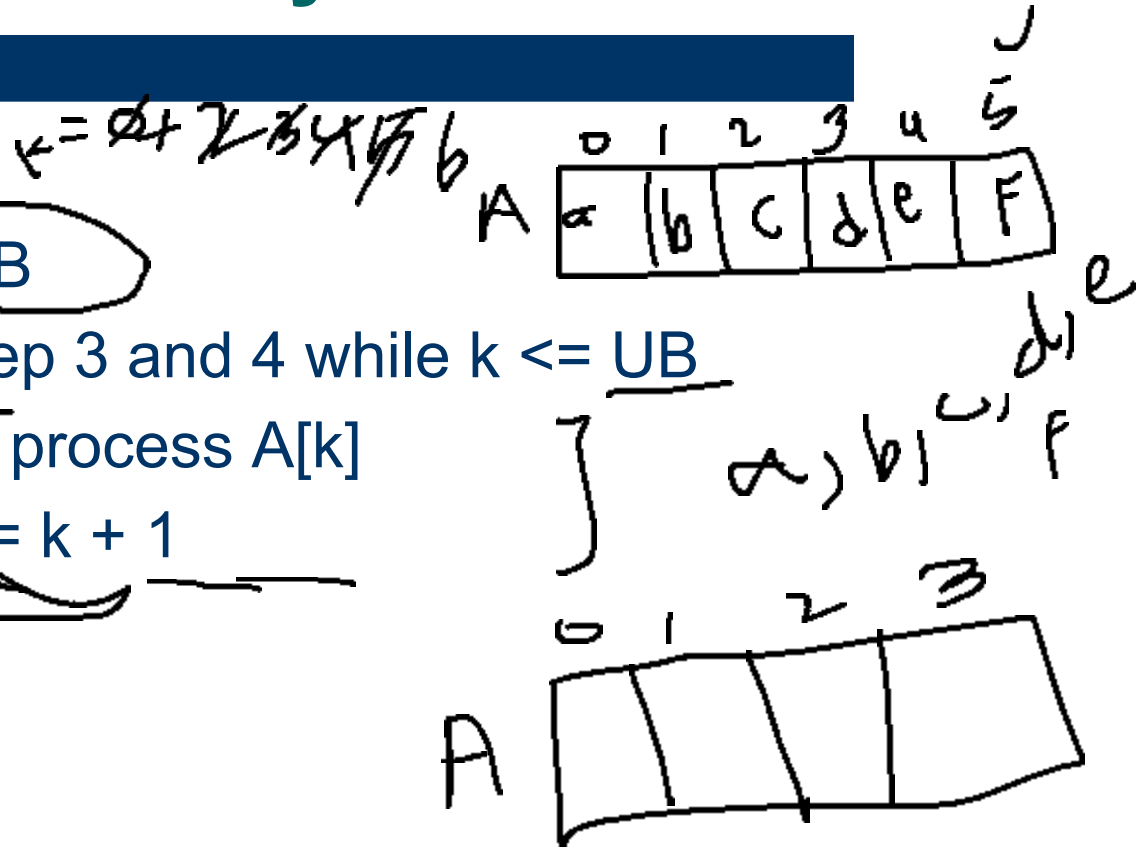 k = 0 1 2 3 4 5 6
0 1 2 3 4 5
A a b c d e F
B
ep 3 and 4 while k <= UB
process A[k]
= k + 1
a, b, c, d, e
F
0 1 2 3
A